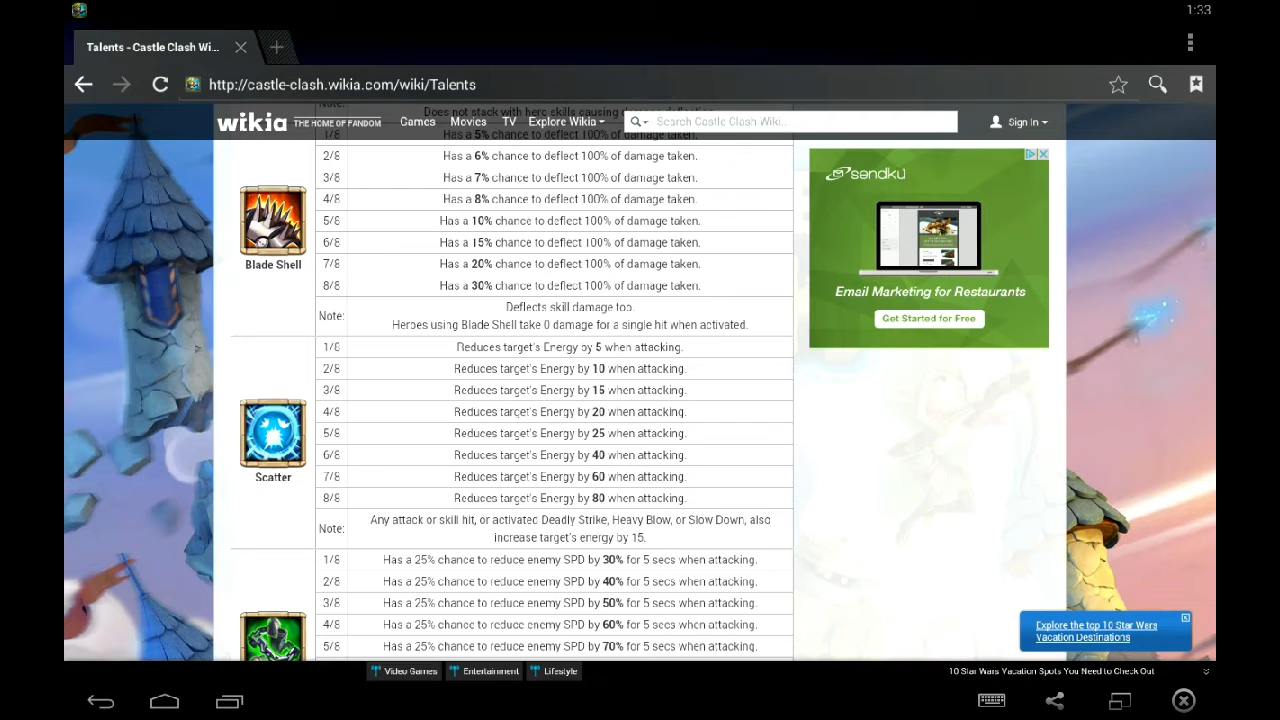 1:33
Talents - Castle Clash Wi...
http://castle-clash.wikia.com/wiki/Talents
Note:
Does not stack with hero skills causing damage deflection.
wikia THE HOME OF FANDOM Games Movies TV Explore Wikia Search Castle Clash Wiki... Sign In
1/8 Has a 5% chance to deflect 100% of damage taken.
2/8 Has a 6% chance to deflect 100% of damage taken.
3/8 Has a 7% chance to deflect 100% of damage taken.
4/8 Has a 8% chance to deflect 100% of damage taken.
5/8 Has a 10% chance to deflect 100% of damage taken.
6/8 Has a 15% chance to deflect 100% of damage taken.
7/8 Has a 20% chance to deflect 100% of damage taken.
8/8 Has a 30% chance to deflect 100% of damage taken.
Blade Shell
Note:
Deflects skill damage too.
Heroes using Blade Shell take 0 damage for a single hit when activated.
1/8 Reduces target's Energy by 5 when attacking.
2/8 Reduces target's Energy by 10 when attacking.
3/8 Reduces target's Energy by 15 when attacking.
4/8 Reduces target's Energy by 20 when attacking.
5/8 Reduces target's Energy by 25 when attacking.
6/8 Reduces target's Energy by 40 when attacking.
7/8 Reduces target's Energy by 60 when attacking.
8/8 Reduces target's Energy by 80 when attacking.
Scatter
Note:
Any attack or skill hit, or activated Deadly Strike, Heavy Blow, or Slow Down, also
increase target's energy by 15.
1/8 Has a 25% chance to reduce enemy SPD by 30% for 5 secs when attacking.
2/8 Has a 25% chance to reduce enemy SPD by 40% for 5 secs when attacking.
3/8 Has a 25% chance to reduce enemy SPD by 50% for 5 secs when attacking.
4/8 Has a 25% chance to reduce enemy SPD by 60% for 5 secs when attacking.
5/8 Has a 25% chance to reduce enemy SPD by 70% for 5 secs when attacking.
sendku
Email Marketing for Restaurants
Get Started for Free
Explore the top 10 Star Wars
Vacation Destinations
Video Games Entertainment Lifestyle
10 Star Wars Vacation Spots You Need to Check Out